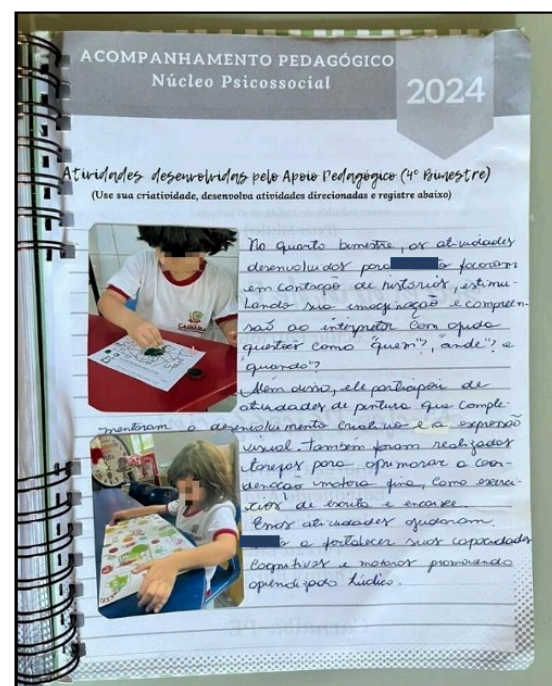 ACOMPANHAMENTO PEDAGÓGICO
Núcleo Psicossocial
2024
Atividades desenvolvidas pelo Apoio Pedagógico (4º Bimestre)
(Use sua criatividade, desenvolva atividades direcionadas e registre abaixo)
No quarto bimestre, as atividades
desenvolvidas para focaram
em contação de histórias, estimu-
lando sua imaginação e compreen-
são ao interpretar com ajuda
questões como "quem"?, "onde"? e
"quando"?
Além disso, ele participou de
atividades de pintura que comple-
mentaram o desenvolvimento criativo e a expressão
visual. Também foram realizadas
tarefas para aprimorar a coor-
denação motora fina, como exercí-
cios de escrita e encaixe.
Essas atividades ajudaram
a fortalecer suas capacidades
cognitivas e motoras promovendo
aprendizado lúdico.